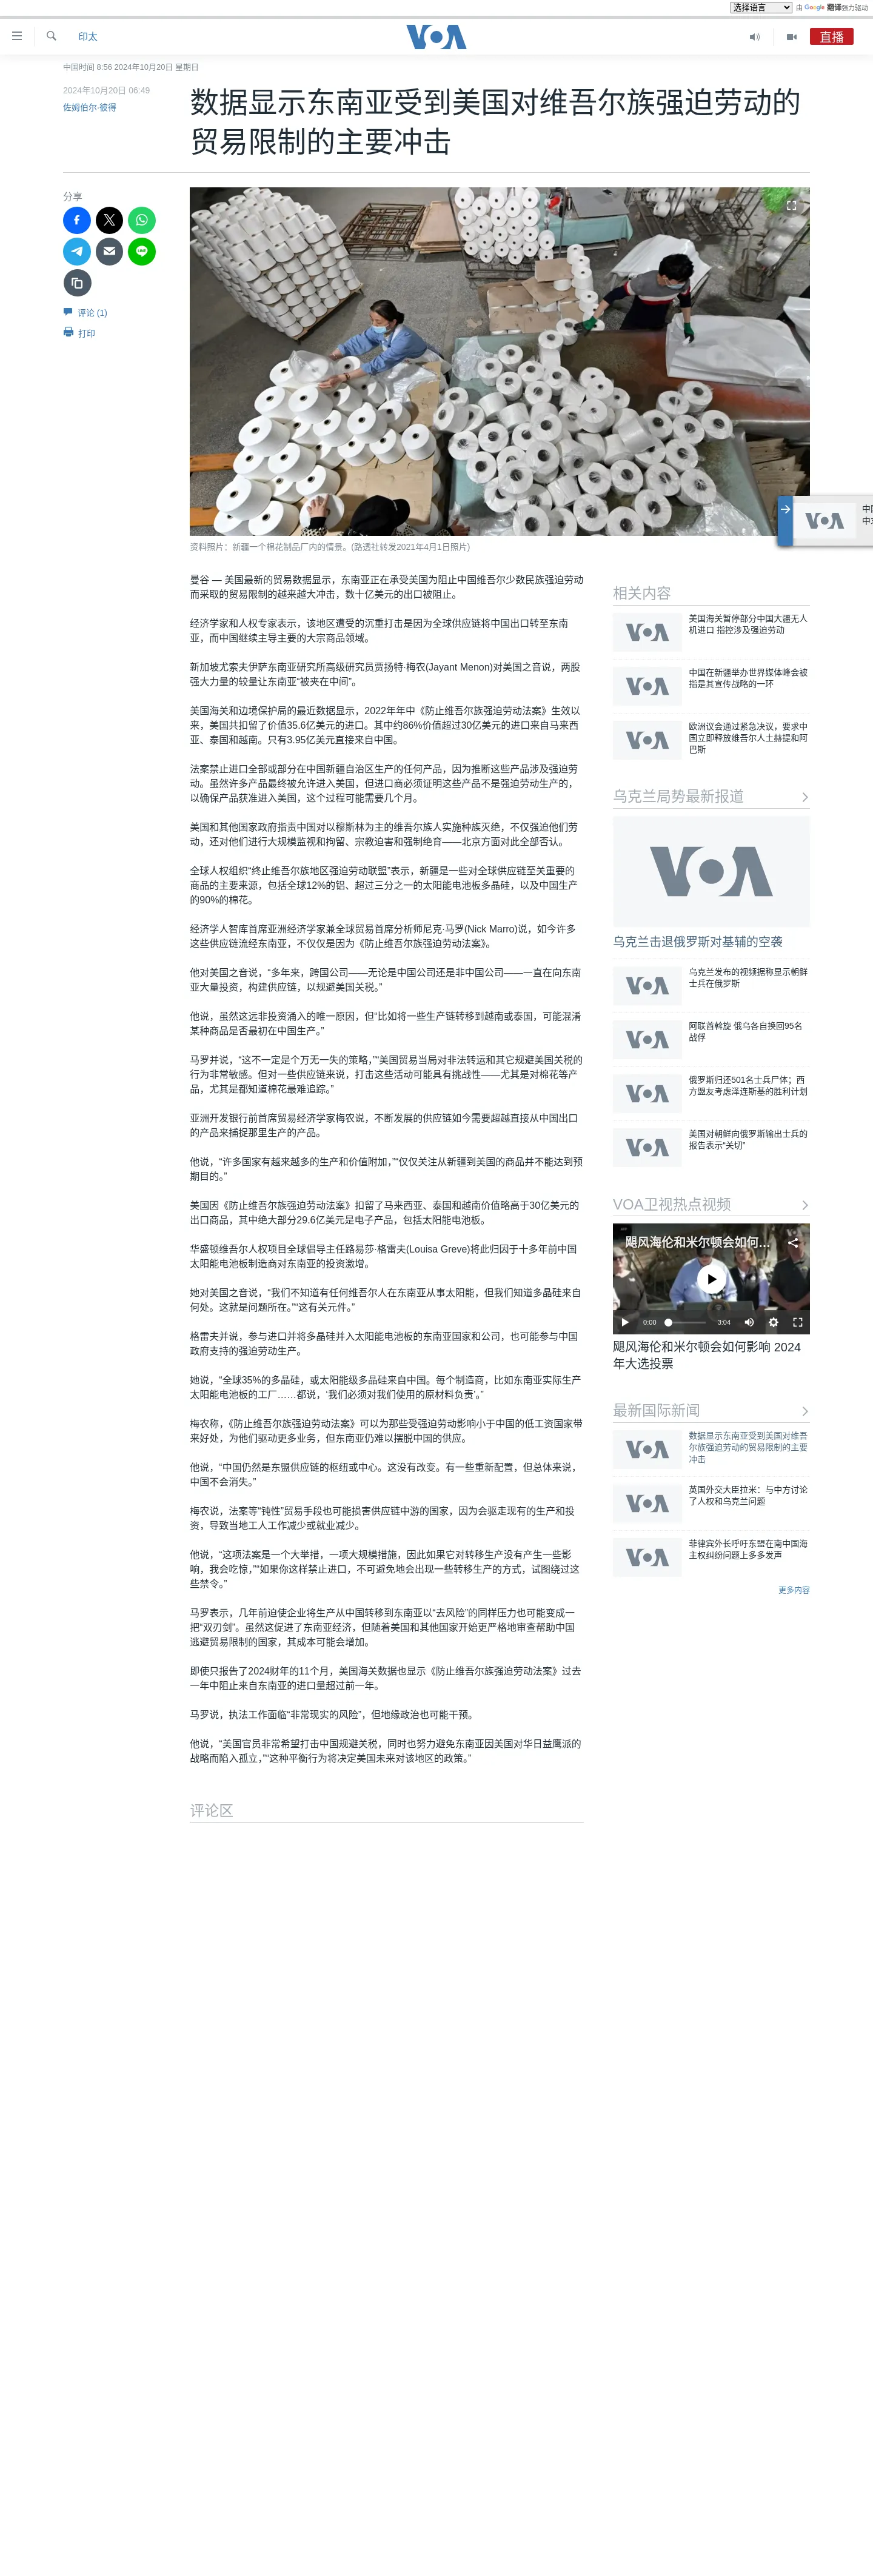 选择语言 由 Google 翻译强力驱动
印太
VOA
直播
中国时间 8:56 2024年10月20日 星期日
2024年10月20日 06:49
佐姆伯尔·彼得
数据显示东南亚受到美国对维吾尔族强迫劳动的
贸易限制的主要冲击
分享
评论 (1)
打印
资料照片：新疆一个棉花制品厂内的情景。(路透社转发2021年4月1日照片)
曼谷 — 美国最新的贸易数据显示，东南亚正在承受美国为阻止中国维吾尔少数民族强迫劳动
而采取的贸易限制的越来越大冲击，数十亿美元的出口被阻止。
经济学家和人权专家表示，该地区遭受的沉重打击是因为全球供应链将中国出口转至东南
亚，而中国继续主导主要的大宗商品领域。
新加坡尤索夫伊萨东南亚研究所高级研究员贾扬特·梅农(Jayant Menon)对美国之音说，两股
强大力量的较量让东南亚“被夹在中间”。
美国海关和边境保护局的最近数据显示，2022年年中《防止维吾尔族强迫劳动法案》生效以
来，美国共扣留了价值35.6亿美元的进口。其中约86%价值超过30亿美元的进口来自马来西
亚、泰国和越南。只有3.95亿美元直接来自中国。
法案禁止进口全部或部分在中国新疆自治区生产的任何产品，因为推断这些产品涉及强迫劳
动。虽然许多产品最终被允许进入美国，但进口商必须证明这些产品不是强迫劳动生产的，
以确保产品获准进入美国，这个过程可能需要几个月。
美国和其他国家政府指责中国对以穆斯林为主的维吾尔族人实施种族灭绝，不仅强迫他们劳
动，还对他们进行大规模监视和拘留、宗教迫害和强制绝育——北京方面对此全部否认。
全球人权组织“终止维吾尔族地区强迫劳动联盟”表示，新疆是一些对全球供应链至关重要的
商品的主要来源，包括全球12%的铝、超过三分之一的太阳能电池板多晶硅，以及中国生产
的90%的棉花。
经济学人智库首席亚洲经济学家兼全球贸易首席分析师尼克·马罗(Nick Marro)说，如今许多
这些供应链流经东南亚，不仅仅是因为《防止维吾尔族强迫劳动法案》。
他对美国之音说，“多年来，跨国公司——无论是中国公司还是非中国公司——一直在向东南
亚大量投资，构建供应链，以规避美国关税。”
他说，虽然这远非投资涌入的唯一原因，但“比如将一些生产链转移到越南或泰国，可能混淆
某种商品是否最初在中国生产。”
马罗并说，“这不一定是个万无一失的策略，”“美国贸易当局对非法转运和其它规避美国关税的
行为非常敏感。但对一些供应链来说，打击这些活动可能具有挑战性——尤其是对棉花等产
品，尤其是都知道棉花最难追踪。”
亚洲开发银行前首席贸易经济学家梅农说，不断发展的供应链如今需要超越直接从中国出口
的产品来捕捉那里生产的产品。
他说，“许多国家有越来越多的生产和价值附加，”“仅仅关注从新疆到美国的商品并不能达到预
期目的。”
美国因《防止维吾尔族强迫劳动法案》扣留了马来西亚、泰国和越南价值略高于30亿美元的
出口商品，其中绝大部分29.6亿美元是电子产品，包括太阳能电池板。
华盛顿维吾尔人权项目全球倡导主任路易莎·格雷夫(Louisa Greve)将此归因于十多年前中国
太阳能电池板制造商对东南亚的投资激增。
她对美国之音说，“我们不知道有任何维吾尔人在东南亚从事太阳能，但我们知道多晶硅来自
何处。这就是问题所在。”“这有关元件。”
格雷夫并说，参与进口并将多晶硅并入太阳能电池板的东南亚国家和公司，也可能参与中国
政府支持的强迫劳动生产。
她说，“全球35%的多晶硅，或太阳能级多晶硅来自中国。每个制造商，比如东南亚实际生产
太阳能电池板的工厂……都说，‘我们必须对我们使用的原材料负责’。”
梅农称，《防止维吾尔族强迫劳动法案》可以为那些受强迫劳动影响小于中国的低工资国家带
来好处，为他们驱动更多业务，但东南亚仍难以摆脱中国的供应。
他说，“中国仍然是东盟供应链的枢纽或中心。这没有改变。有一些重新配置，但总体来说，
中国不会消失。”
梅农说，法案等“钝性”贸易手段也可能损害供应链中游的国家，因为会驱走现有的生产和投
资，导致当地工人工作减少或就业减少。
他说，“这项法案是一个大举措，一项大规模措施，因此如果它对转移生产没有产生一些影
响，我会吃惊，”“如果你这样禁止进口，不可避免地会出现一些转移生产的方式，试图绕过这
些禁令。”
马罗表示，几年前迫使企业将生产从中国转移到东南亚以“去风险”的同样压力也可能变成一
把“双刃剑”。虽然这促进了东南亚经济，但随着美国和其他国家开始更严格地审查帮助中国
逃避贸易限制的国家，其成本可能会增加。
即使只报告了2024财年的11个月，美国海关数据也显示《防止维吾尔族强迫劳动法案》过去
一年中阻止来自东南亚的进口量超过前一年。
马罗说，执法工作面临“非常现实的风险”，但地缘政治也可能干预。
他说，“美国官员非常希望打击中国规避关税，同时也努力避免东南亚因美国对华日益鹰派的
战略而陷入孤立，”“这种平衡行为将决定美国未来对该地区的政策。”
评论区
VOA
相关内容
VOA
美国海关暂停部分中国大疆无人
机进口 指控涉及强迫劳动
VOA
中国在新疆举办世界媒体峰会被
指是其宣传战略的一环
VOA
欧洲议会通过紧急决议，要求中
国立即释放维吾尔人土赫提和阿
巴斯
乌克兰局势最新报道
VOA
乌克兰击退俄罗斯对基辅的空袭
VOA
乌克兰发布的视频据称显示朝鲜
士兵在俄罗斯
VOA
阿联酋斡旋 俄乌各自换回95名
战俘
VOA
俄罗斯归还501名士兵尸体；西
方盟友考虑泽连斯基的胜利计划
VOA
美国对朝鲜向俄罗斯输出士兵的
报告表示“关切”
VOA卫视热点视频
飓风海伦和米尔顿会如何...
0:00 3:04
飓风海伦和米尔顿会如何影响 2024
年大选投票
最新国际新闻
VOA
数据显示东南亚受到美国对维吾
尔族强迫劳动的贸易限制的主要
冲击
VOA
英国外交大臣拉米：与中方讨论
了人权和乌克兰问题
VOA
菲律宾外长呼吁东盟在南中国海
主权纠纷问题上多多发声
更多内容